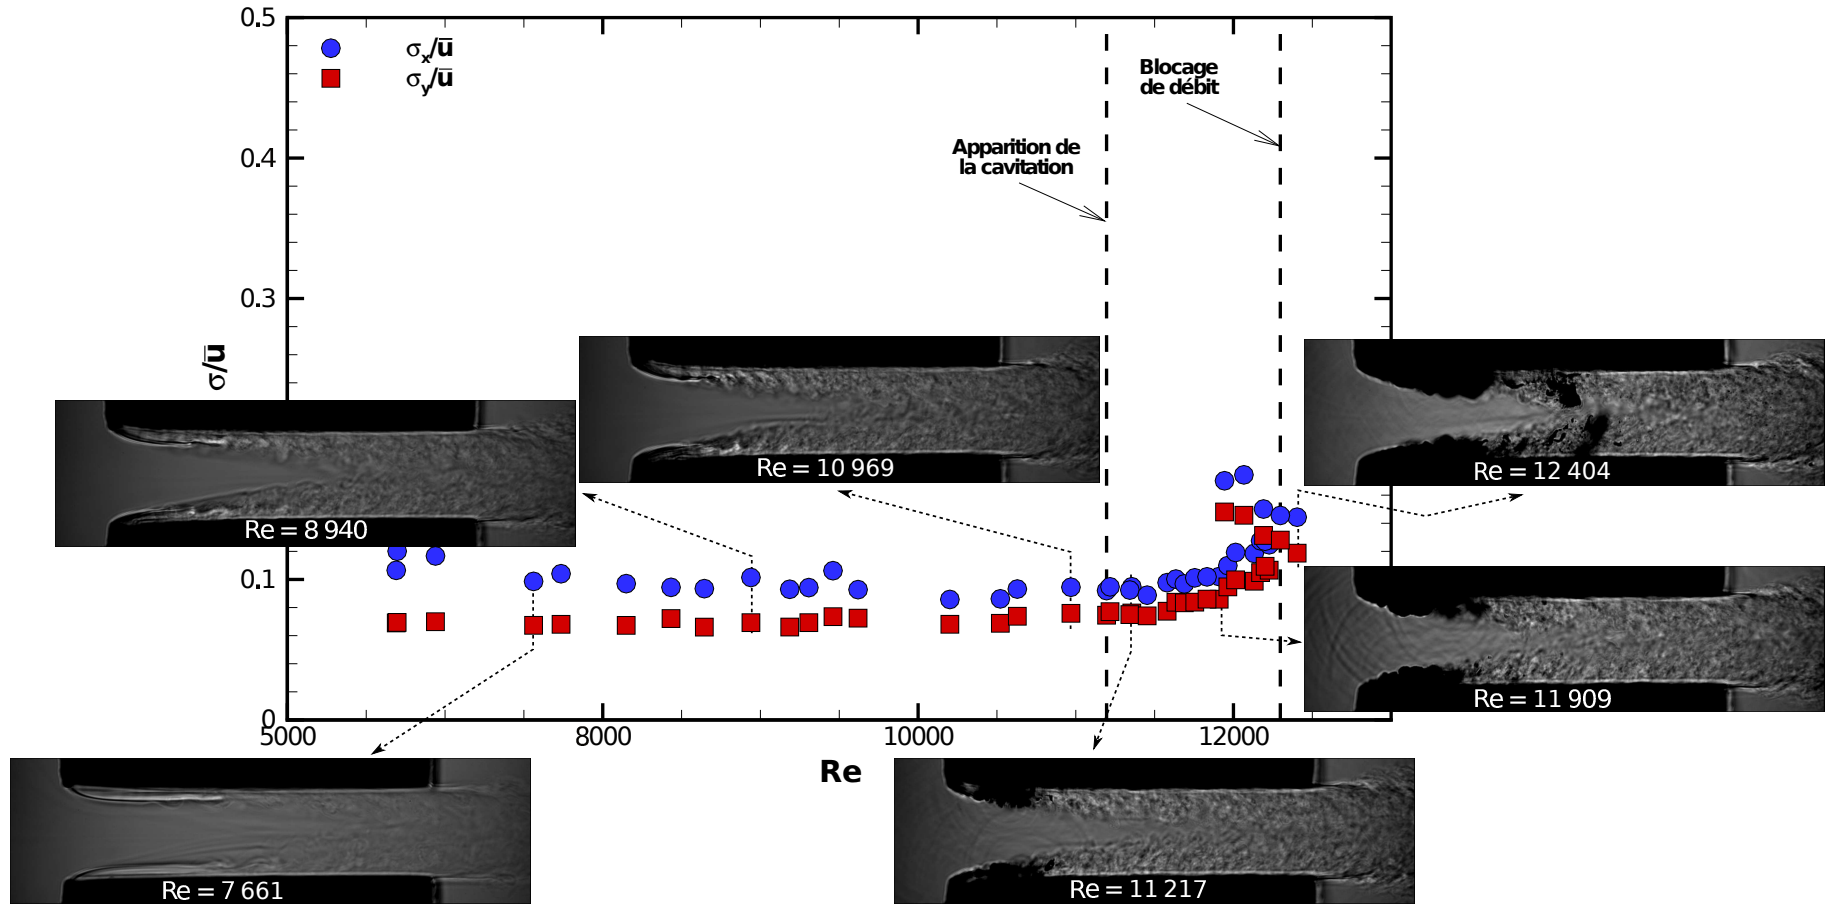 0.5
σx/ū
σy/ū
Blocage
de débit
0.4
Apparition de
la cavitation
0.3
σ/ū
Re = 10 969
Re = 12 404
Re = 8 940
0.1
Re = 11 909
0
5000
8000
10000
12000
Re
Re = 7 661
Re = 11 217